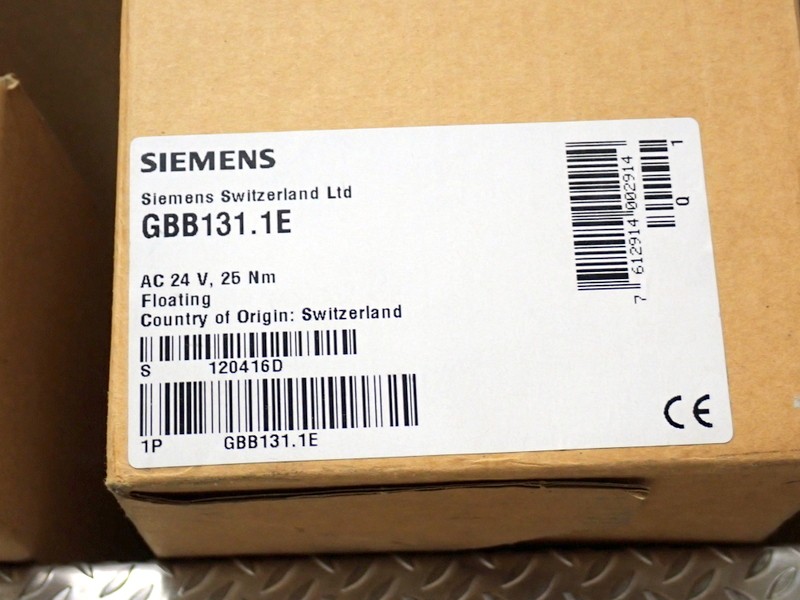 SIEMENS
Siemens Switzerland Ltd
GBB131.1E
AC 24 V, 25 Nm
Floating
Country of Origin: Switzerland
S 120416D
1P GBB131.1E
7 612914 002914
Q 1
CE